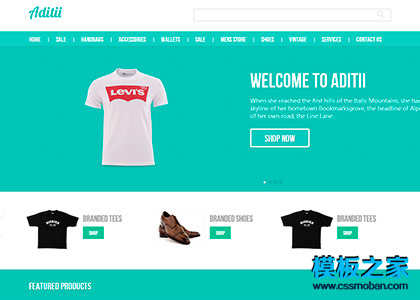 Aditii
HOME | SALE | HANDBAGS | ACCESSORIES | WALLETS | SALE | MENS STORE | SHOES | VINTAGE | SERVICES | CONTACT US
LEVI'S
WELCOME TO ADITII
When she reached the first hills of the Italic Mountains, she had
skyline of her hometown Bookmarksgrove, the headline of Alp
of her own road, the Line Lane.
SHOP NOW
BRANDED TEES
SHOP
BRANDED SHOES
BRANDED TEES
SHOP
FEATURED PRODUCTS
模板之家
www.cssmoban.com